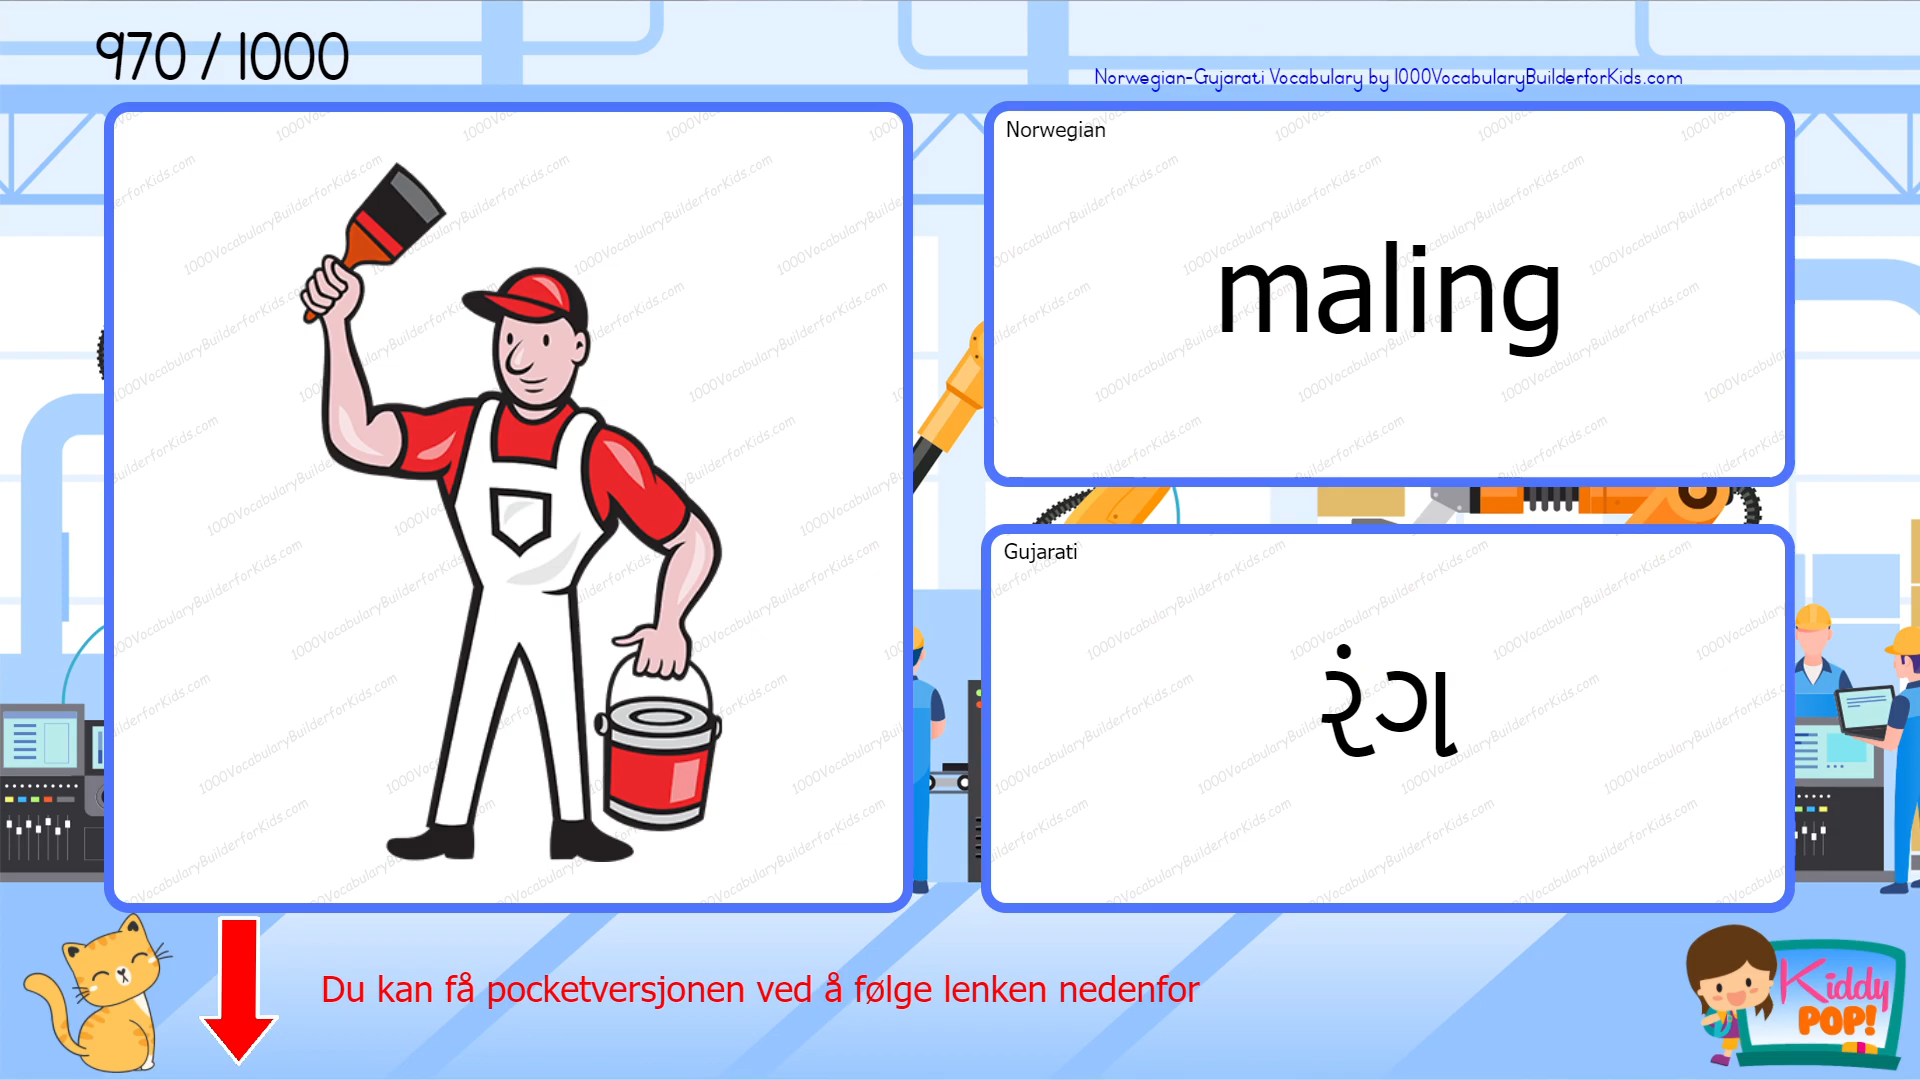 970 / 1000
Norwegian-Gujarati Vocabulary by 1000VocabularyBuilderforKids.com
Norwegian
maling
Gujarati
રંગ
Du kan få pocketversjonen ved å følge lenken nedenfor
Kiddy
POP!